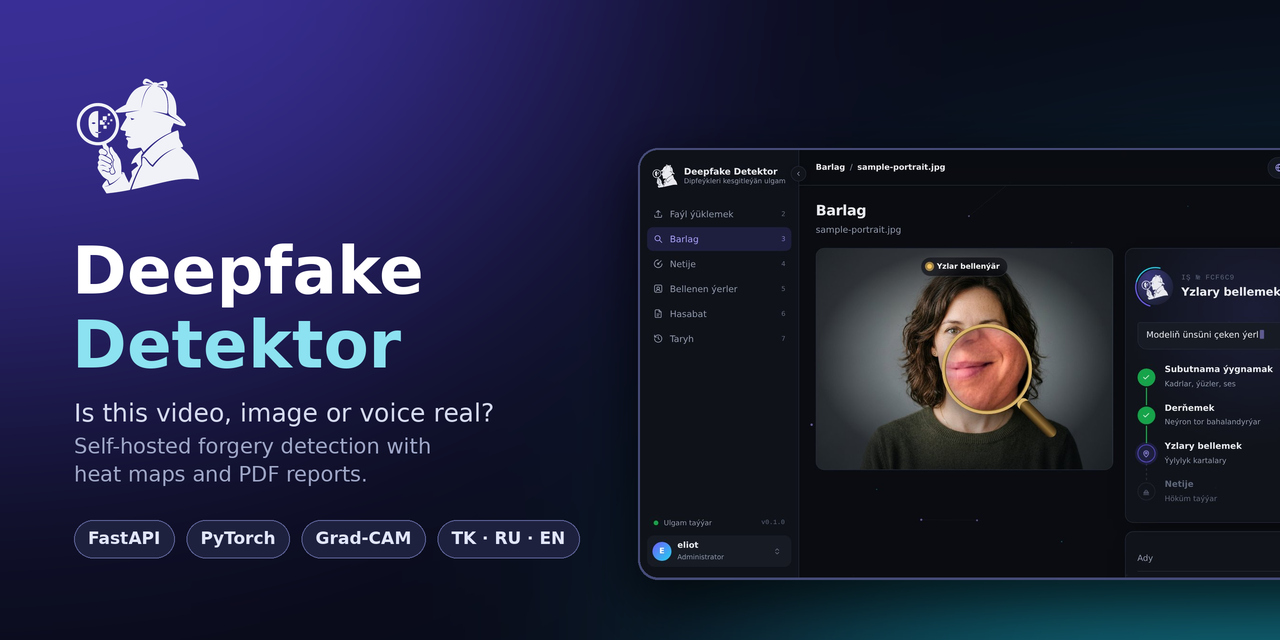 Deepfake
Detektor
Is this video, image or voice real?
Self-hosted forgery detection with
heat maps and PDF reports.
FastAPI
PyTorch
Grad-CAM
TK · RU · EN
Deepfake Detektor
Dipfeýkleri kesgitleýän ulgam
Faýl ýüklemek 2
Barlag 3
Netije 4
Bellenen ýerler 5
Hasabat 6
Taryh 7
Ulgam taýýar v0.1.0
E
eliot
Administrator
Barlag / sample-portrait.jpg
Barlag
sample-portrait.jpg
Yzlar bellenýär
IŞ № FCF6C9
Yzlary bellemek
Modeliň ünsüni çeken ýerl
Subutnama ýygnamak
Kadrlar, ýüzler, ses
Derňemek
Neýron tor bahalandyrýar
Yzlary bellemek
Ýylylyk kartalary
Netije
Höküm taýýar
Ady